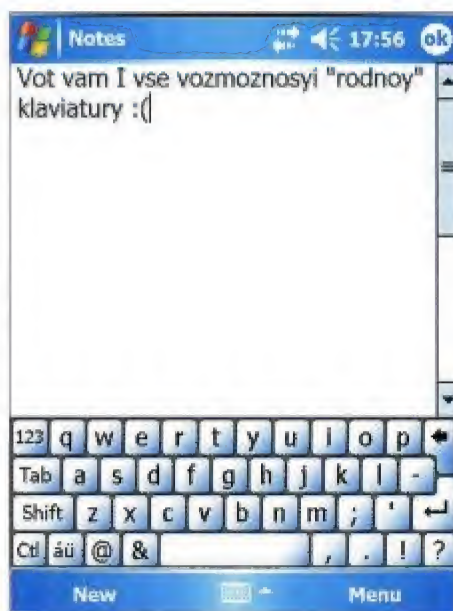 Notes 17:56 ok
Vot vam I vse vozmoznosyi "rodnoy"
klaviatury :(
123 q w e r t y u i o p
Tab a s d f g h j k l -
Shift z x c v b n m ; '
Ctl áü @ & , . ! ?
New Menu